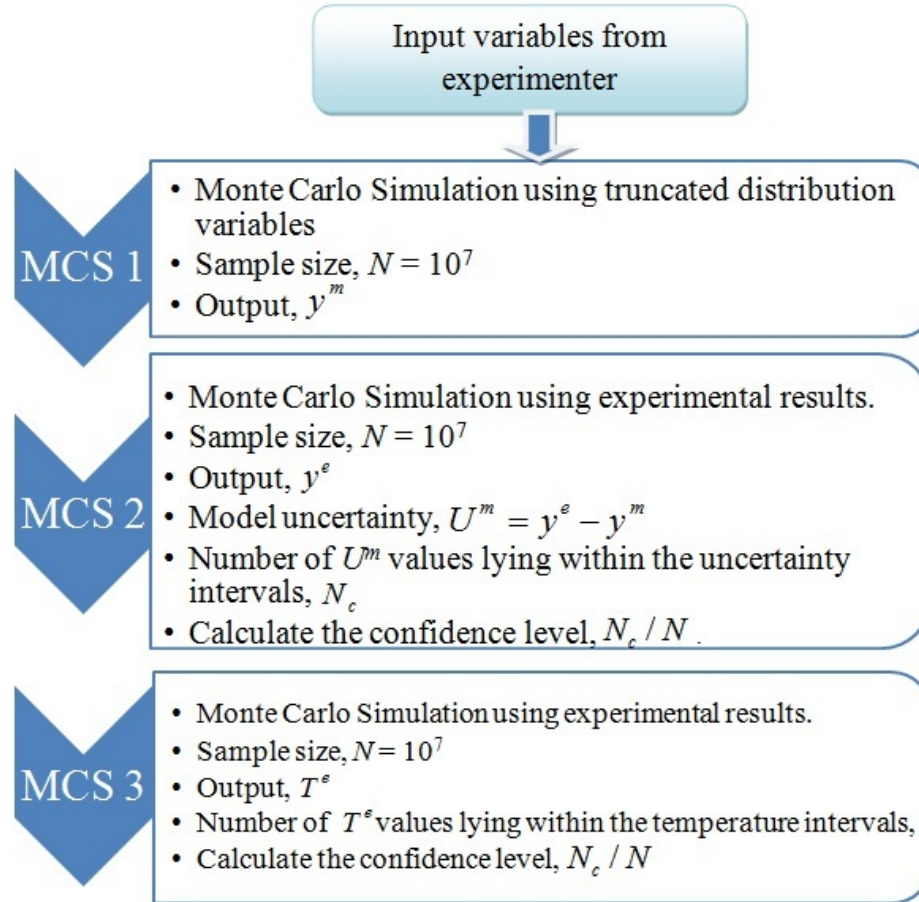 Input variables from
experimenter
MCS 1
• Monte Carlo Simulation using truncated distribution
variables
• Sample size, N = 10⁷
• Output, yᵐ
MCS 2
• Monte Carlo Simulation using experimental results.
• Sample size, N = 10⁷
• Output, yᵉ
• Model uncertainty, Uᵐ = yᵉ − yᵐ
• Number of Uᵐ values lying within the uncertainty
intervals, N_c
• Calculate the confidence level, N_c / N .
MCS 3
• Monte Carlo Simulation using experimental results.
• Sample size, N = 10⁷
• Output, Tᵉ
• Number of Tᵉ values lying within the temperature intervals,
• Calculate the confidence level, N_c / N